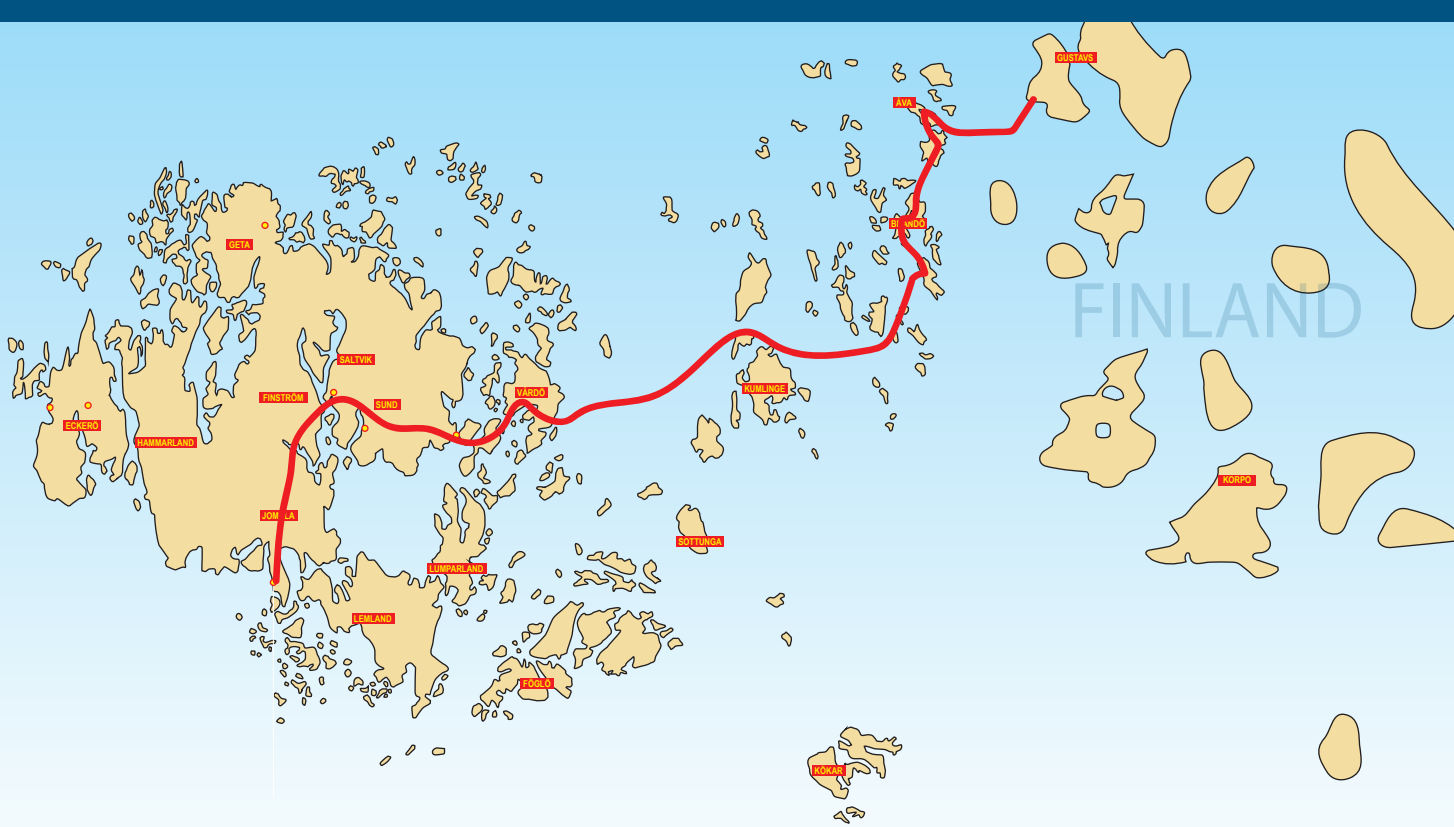 GUSTAVS
ÅVA
BRÄNDÖ
GETA
FINLAND
SALTVIK
KUMLINGE
VÅRDÖ
FINSTRÖM
SUND
ECKERÖ
HAMMARLAND
KORPO
JOMALA
SOTTUNGA
LUMPARLAND
LEMLAND
FÖGLÖ
KÖKAR